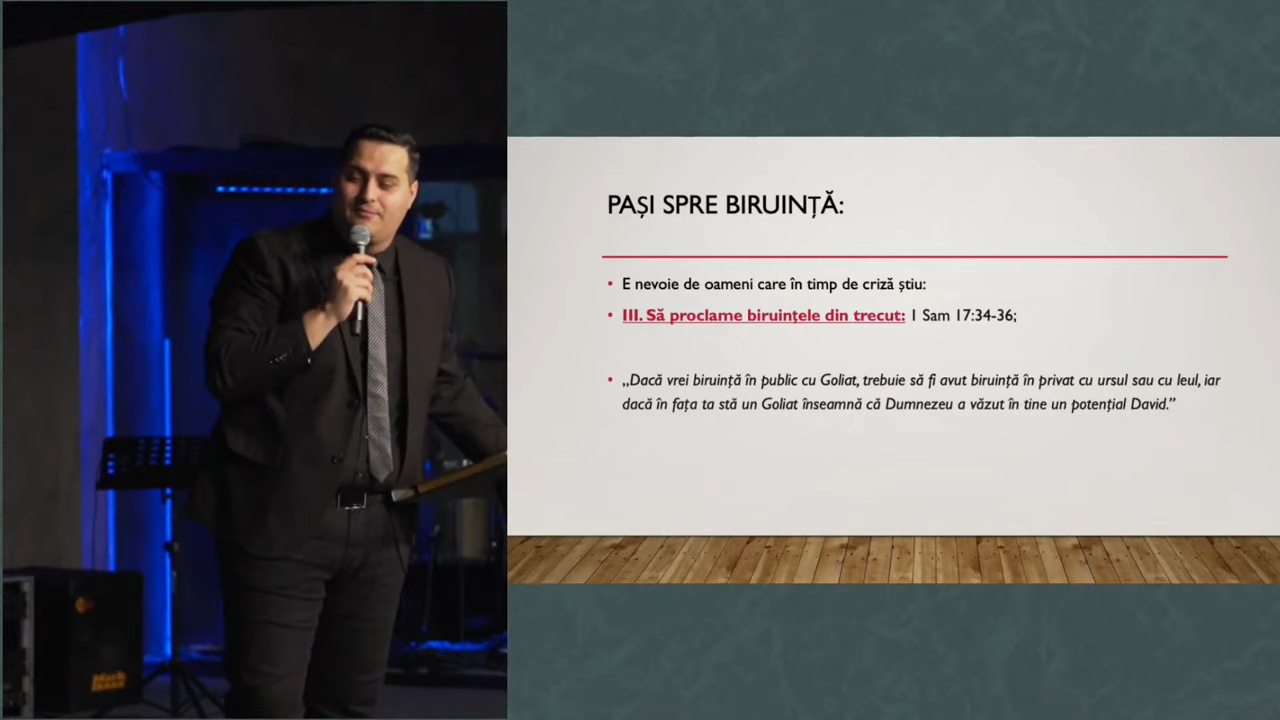 PAȘI SPRE BIRUINȚĂ:
• E nevoie de oameni care în timp de criză știu:
• III. Să proclame biruințele din trecut: 1 Sam 17:34-36;
• „Dacă vrei biruință în public cu Goliat, trebuie să fi avut biruință în privat cu ursul sau cu leul, iar
dacă în fața ta stă un Goliat înseamnă că Dumnezeu a văzut în tine un potențial David.”
Mark
Bass